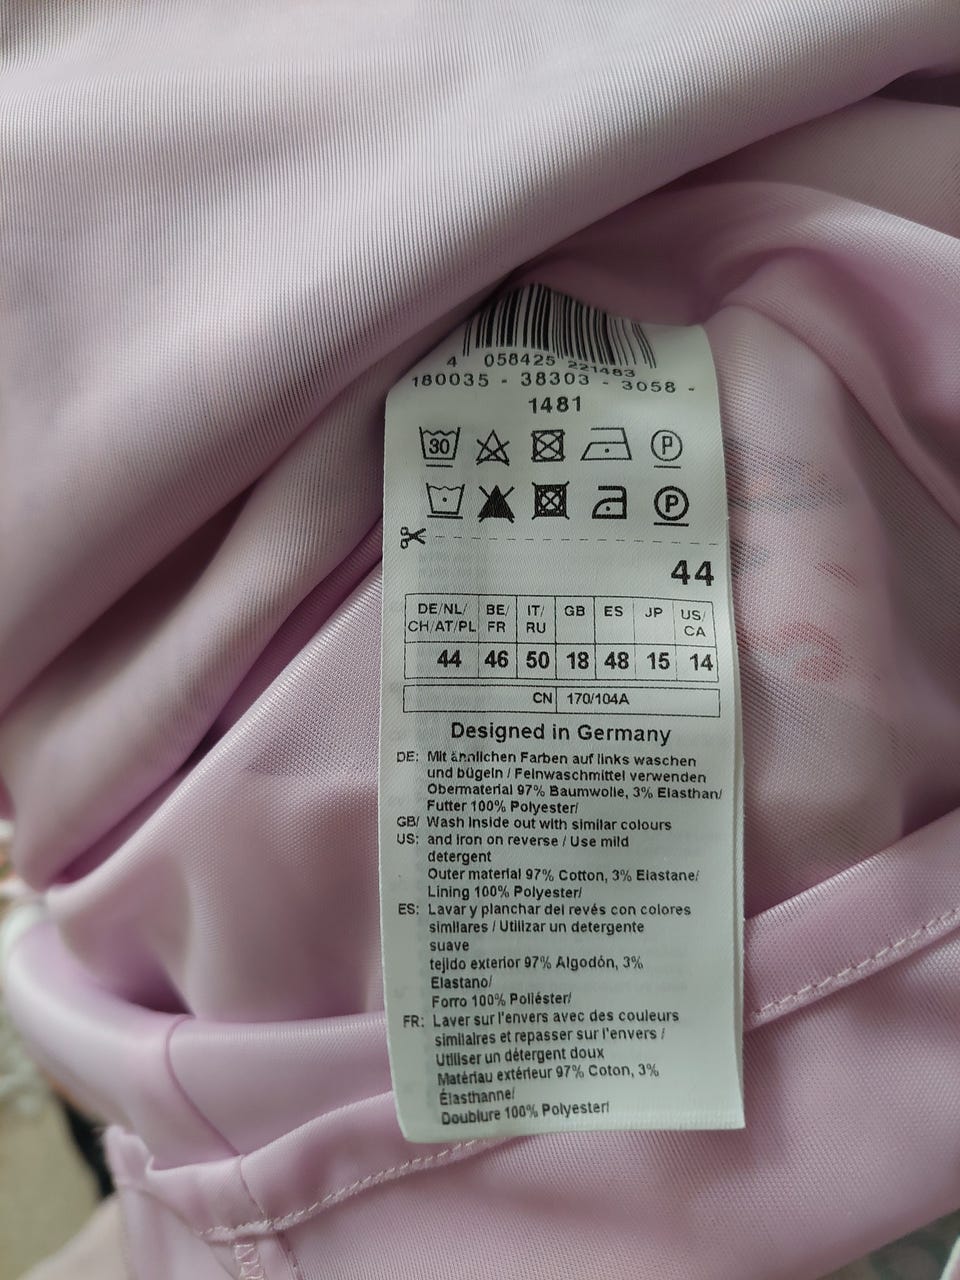 4 058425 221483
180035 - 38303 - 3058 -
1481
30 P
P
44
DE/NL/ CH/AT/PL BE/ FR IT/ RU GB ES JP US/ CA
44 46 50 18 48 15 14
CN 170/104A
Designed in Germany
DE: Mit ähnlichen Farben auf links waschen
und bügeln / Feinwaschmittel verwenden
Obermaterial 97% Baumwolle, 3% Elasthan/
Futter 100% Polyester/
GB/ Wash inside out with similar colours
US: and iron on reverse / Use mild
detergent
Outer material 97% Cotton, 3% Elastane/
Lining 100% Polyester/
ES: Lavar y planchar del revés con colores
similares / Utilizar un detergente
suave
tejido exterior 97% Algodón, 3%
Elastano/
Forro 100% Poliéster/
FR: Laver sur l'envers avec des couleurs
similaires et repasser sur l'envers /
Utiliser un détergent doux
Matériau extérieur 97% Coton, 3%
Élasthanne/
Doublure 100% Polyester/